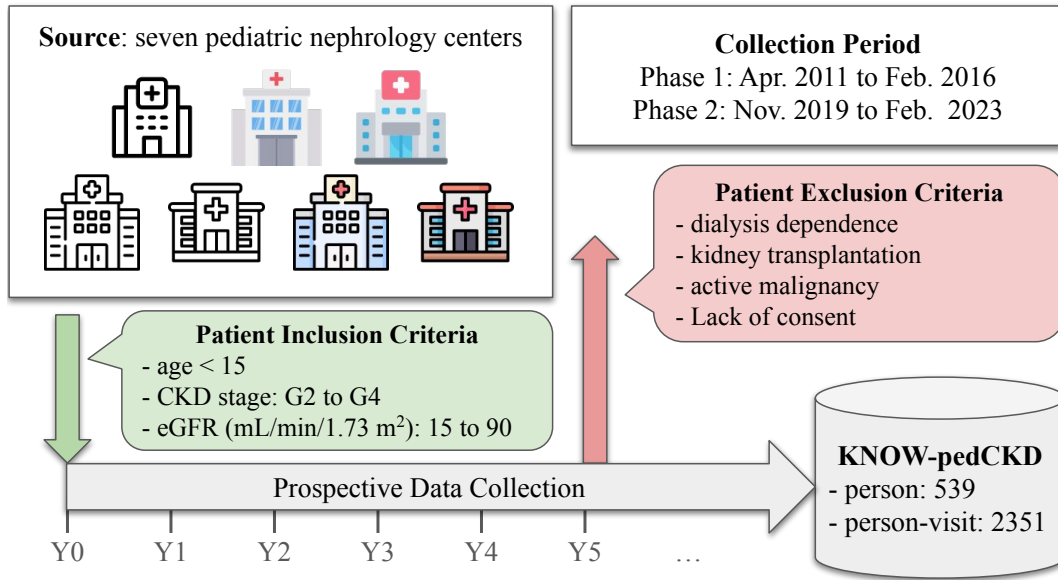 Source: seven pediatric nephrology centers
Collection Period
Phase 1: Apr. 2011 to Feb. 2016
Phase 2: Nov. 2019 to Feb. 2023
Patient Exclusion Criteria
- dialysis dependence
- kidney transplantation
- active malignancy
- Lack of consent
Patient Inclusion Criteria
- age < 15
- CKD stage: G2 to G4
- eGFR (mL/min/1.73 m²): 15 to 90
Prospective Data Collection
KNOW-pedCKD
- person: 539
- person-visit: 2351
Y0 Y1 Y2 Y3 Y4 Y5 ...